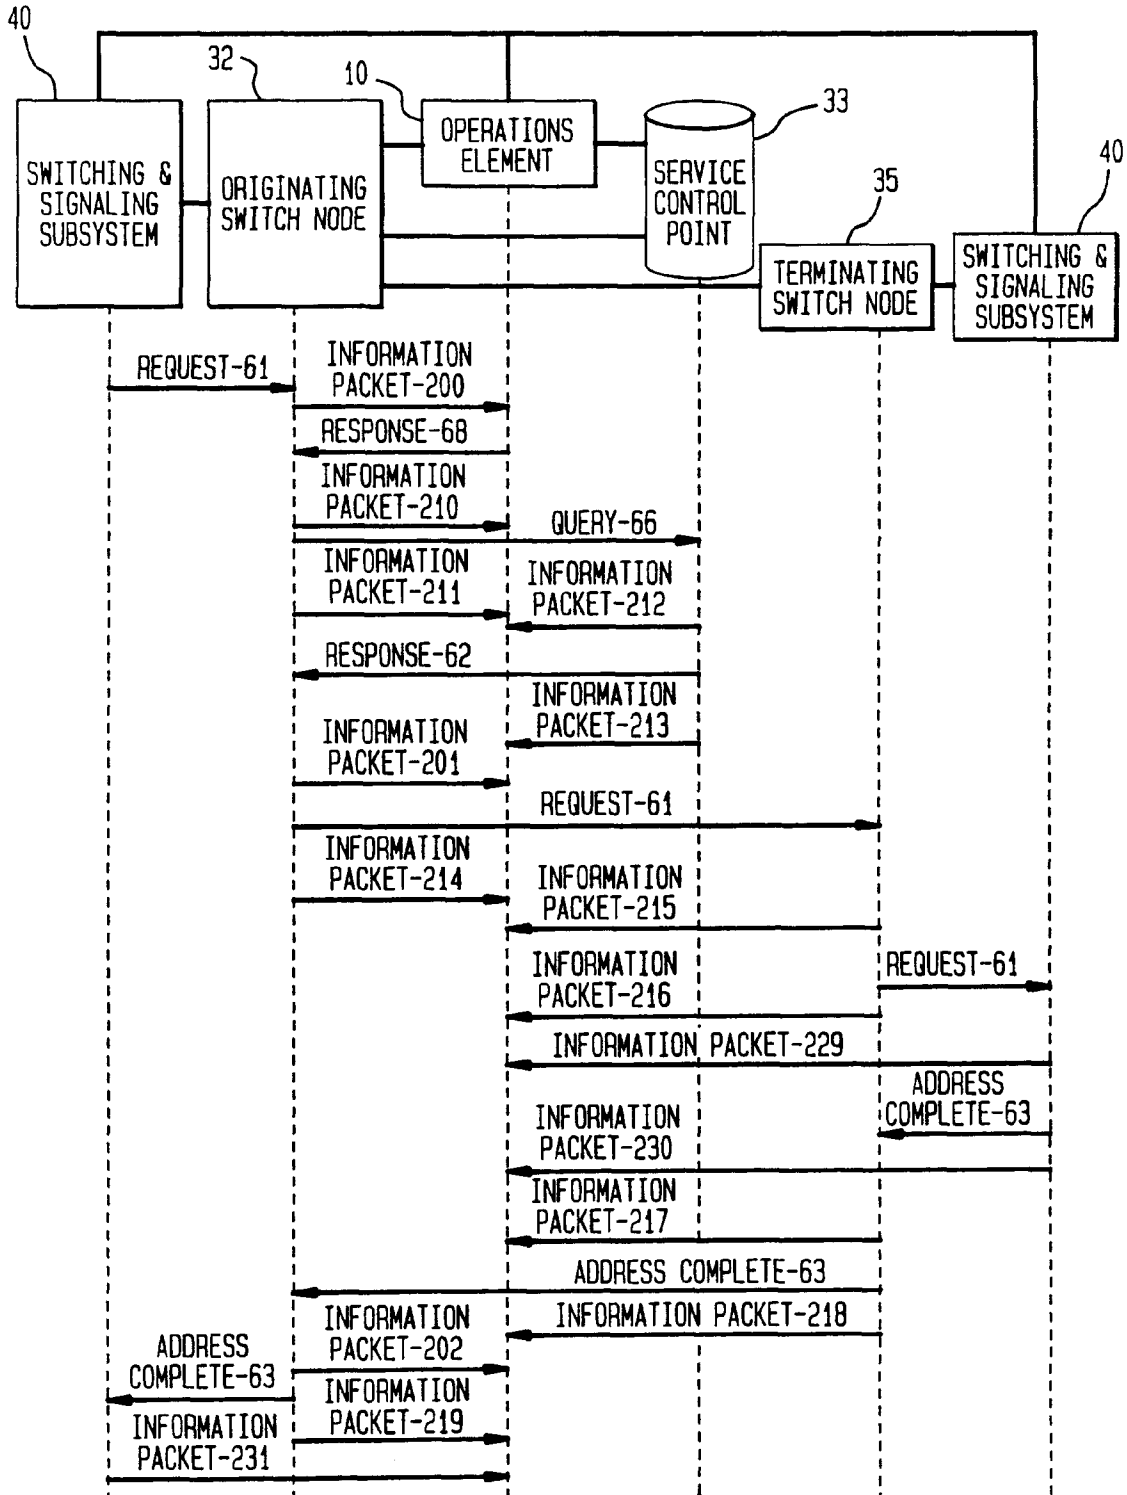 40
32
10
33
35
40
SWITCHING &
SIGNALING
SUBSYSTEM
ORIGINATING
SWITCH NODE
OPERATIONS
ELEMENT
SERVICE
CONTROL
POINT
TERMINATING
SWITCH NODE
SWITCHING &
SIGNALING
SUBSYSTEM
REQUEST-61
INFORMATION
PACKET-200
RESPONSE-68
INFORMATION
PACKET-210
QUERY-66
INFORMATION
PACKET-211
INFORMATION
PACKET-212
RESPONSE-62
INFORMATION
PACKET-213
INFORMATION
PACKET-201
REQUEST-61
INFORMATION
PACKET-214
INFORMATION
PACKET-215
INFORMATION
PACKET-216
REQUEST-61
INFORMATION PACKET-229
ADDRESS
COMPLETE-63
INFORMATION
PACKET-230
INFORMATION
PACKET-217
ADDRESS COMPLETE-63
INFORMATION PACKET-218
INFORMATION
PACKET-202
ADDRESS
COMPLETE-63
INFORMATION
PACKET-219
INFORMATION
PACKET-231